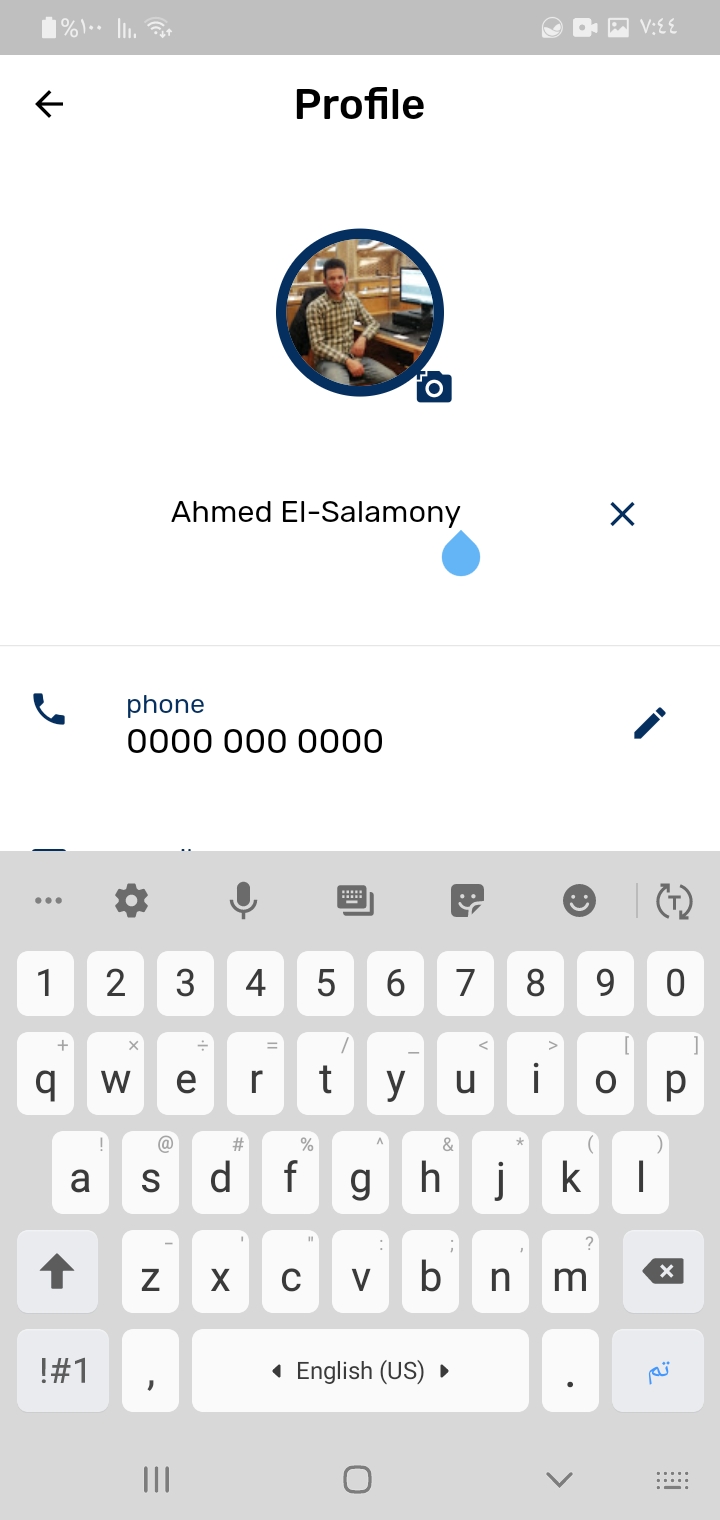 %١٠٠ ٧:٤٤
Profile
Ahmed El-Salamony
phone
0000 000 0000
1 2 3 4 5 6 7 8 9 0
+ × ÷ = / _ < > [ ]
q w e r t y u i o p
! @ # % ^ & * ( )
a s d f g h j k l
- ' " : ; , ?
z x c v b n m
!#1 , English (US) . تم